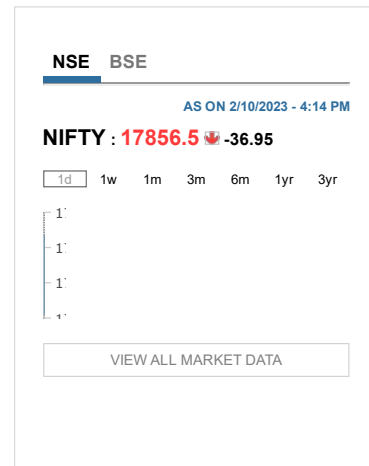 NSE BSE
AS ON 2/10/2023 - 4:14 PM
NIFTY : 17856.5 -36.95
1d 1w 1m 3m 6m 1yr 3yr
VIEW ALL MARKET DATA